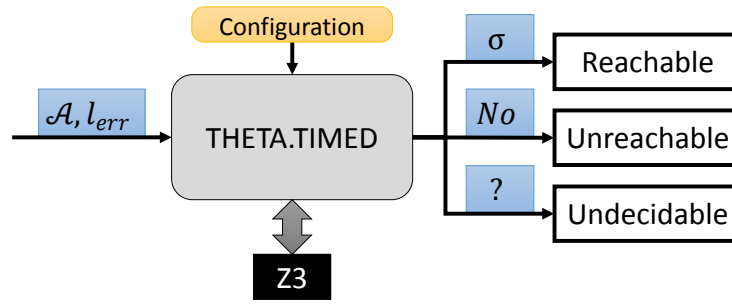 Configuration
𝒜, l_err
THETA.TIMED
σ
Reachable
No
Unreachable
?
Undecidable
Z3